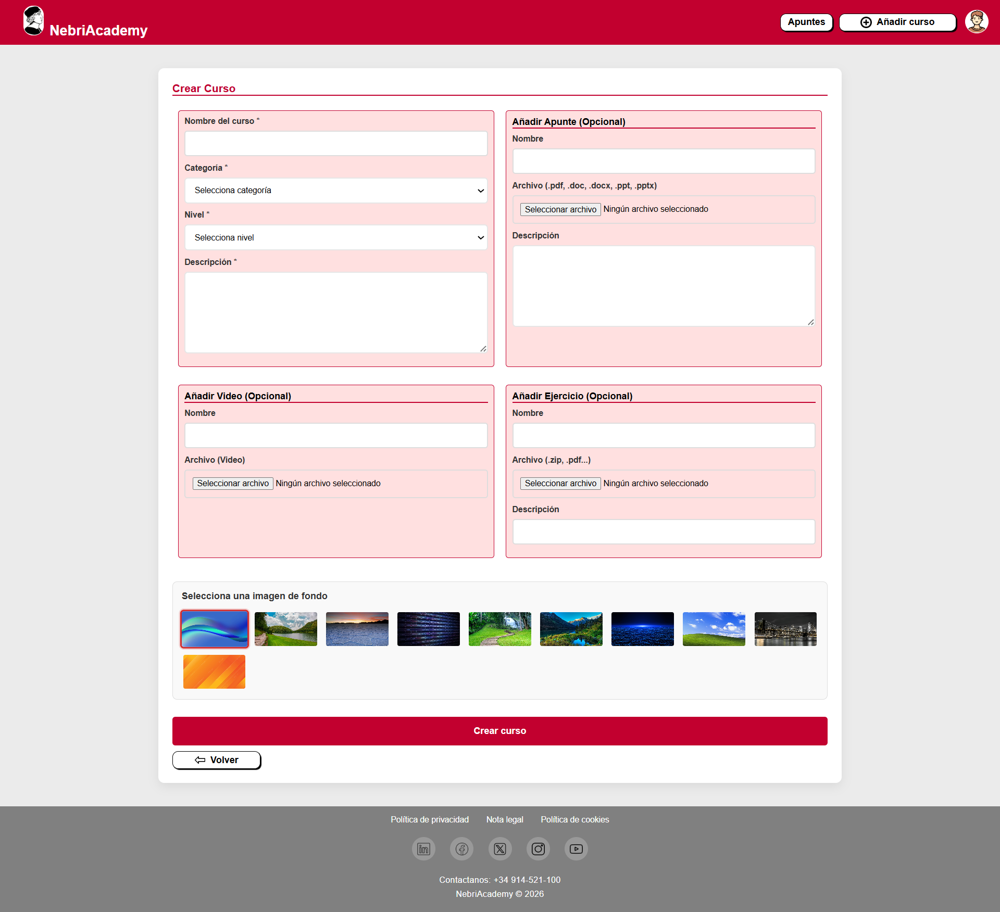 NebriAcademy
Apuntes
Añadir curso
Crear Curso
Nombre del curso *
Categoría *
Selecciona categoría
Nivel *
Selecciona nivel
Descripción *
Añadir Apunte (Opcional)
Nombre
Archivo (.pdf, .doc, .docx, .ppt, .pptx)
Seleccionar archivo Ningún archivo seleccionado
Descripción
Añadir Video (Opcional)
Nombre
Archivo (Video)
Seleccionar archivo Ningún archivo seleccionado
Añadir Ejercicio (Opcional)
Nombre
Archivo (.zip, .pdf...)
Seleccionar archivo Ningún archivo seleccionado
Descripción
Selecciona una imagen de fondo
Crear curso
Volver
Política de privacidad Nota legal Política de cookies
Contactanos: +34 914-521-100
NebriAcademy © 2026